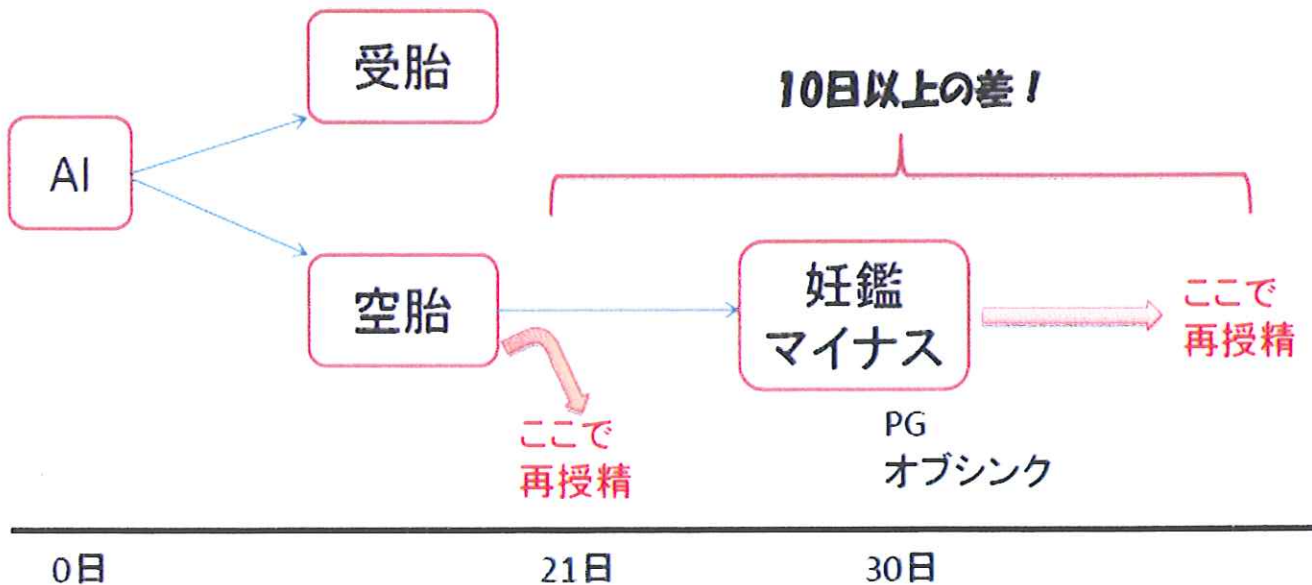 受胎
10日以上の差！
AI
空胎
妊鑑
マイナス
ここで
再授精
ここで
再授精
PG
オブシンク
0日
21日
30日